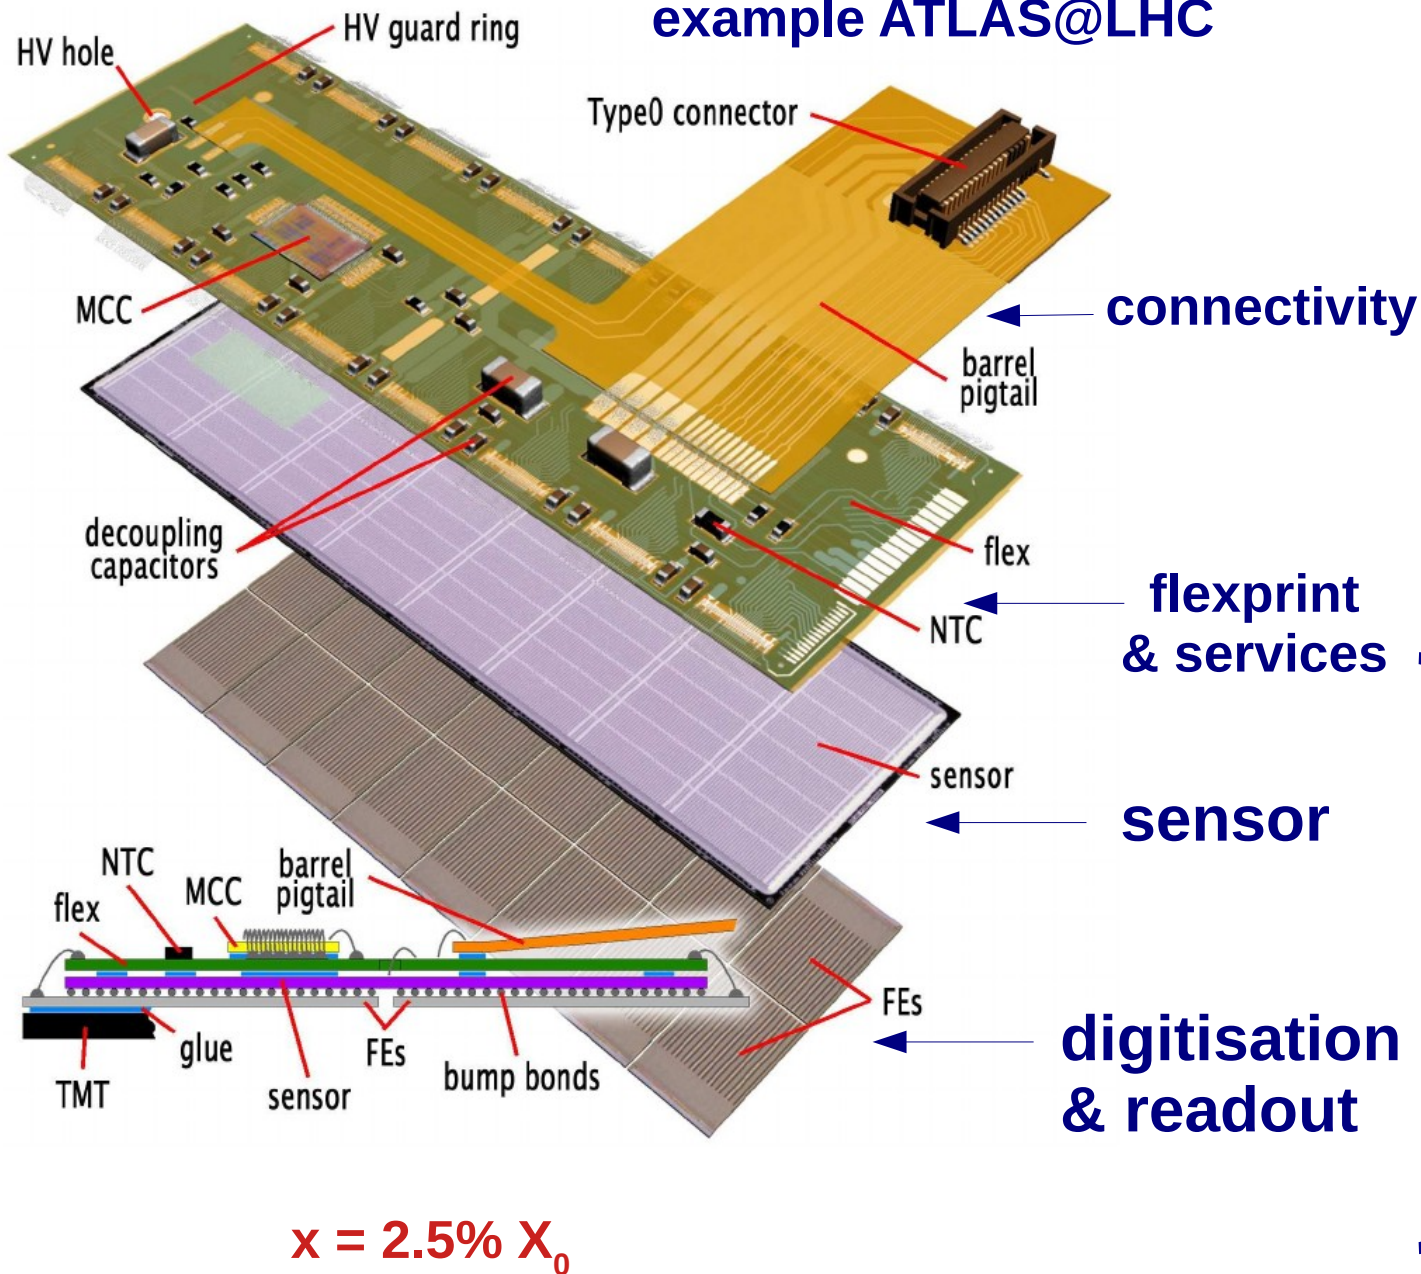 example ATLAS@LHC
HV guard ring
HV hole
Type0 connector
MCC
connectivity
barrel
pigtail
decoupling
capacitors
flex
flexprint
& services
NTC
sensor
sensor
NTC
MCC
barrel
pigtail
flex
FEs
glue
FEs
bump bonds
TMT
sensor
digitisation
& readout
x = 2.5% X₀